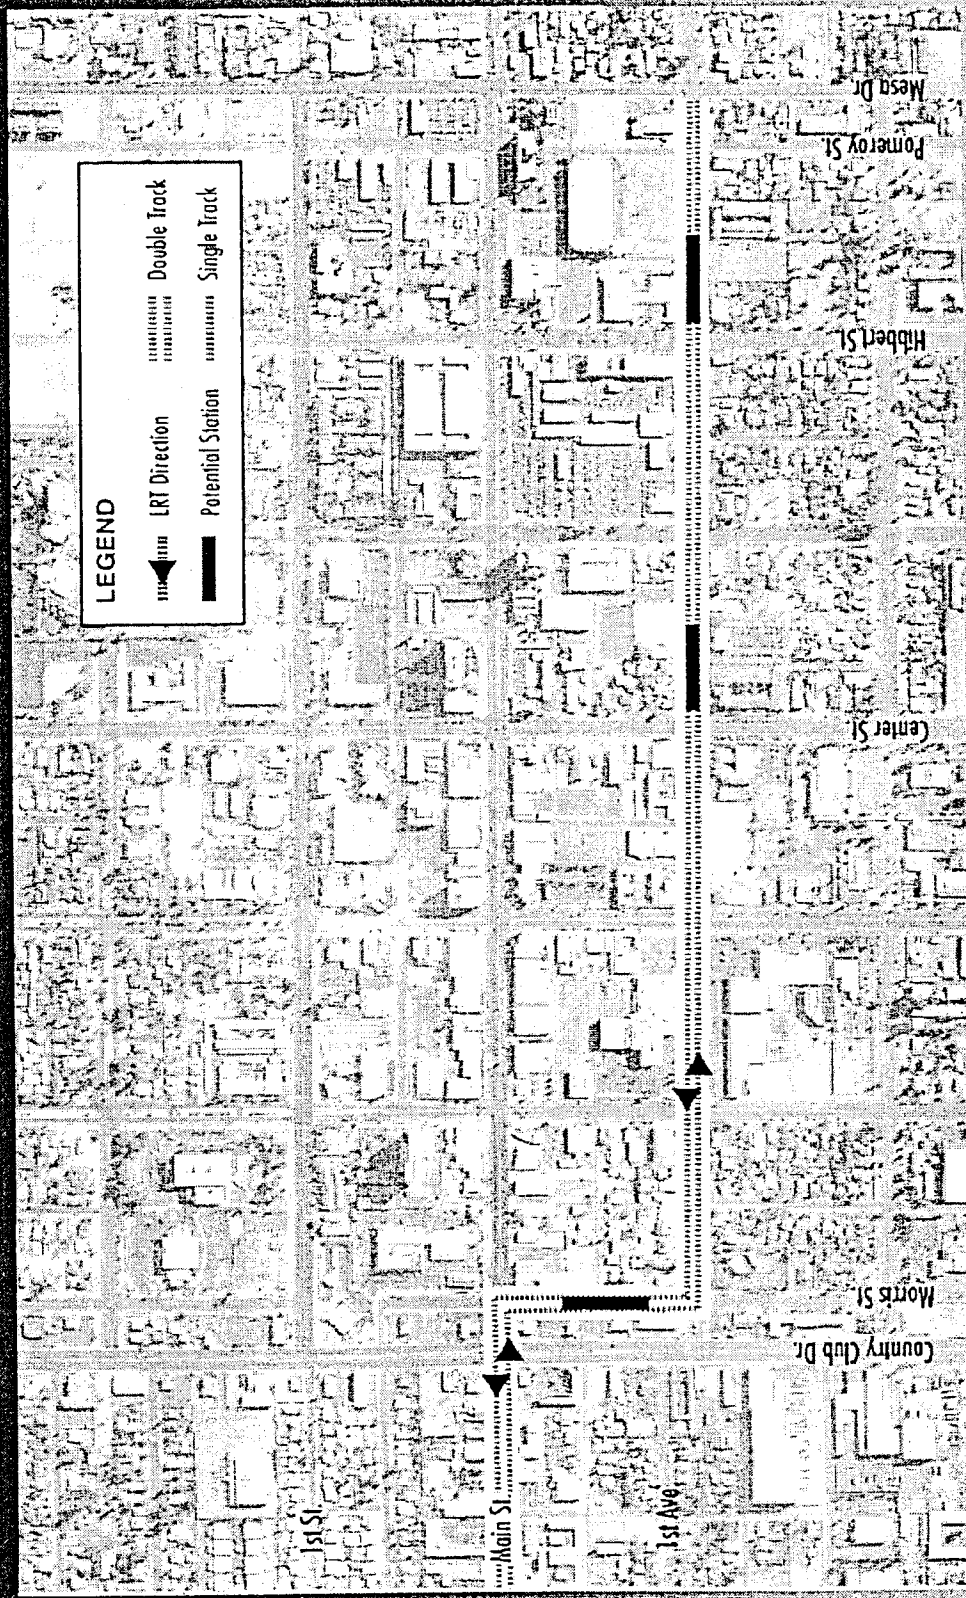 LEGEND
LRT Direction
Double Track
Potential Station
Single Track
1st St.
Main St.
1st Ave.
Country Club Dr.
Morris St.
Center St.
Hibbert St.
Pomeroy St.
Mesa Dr.